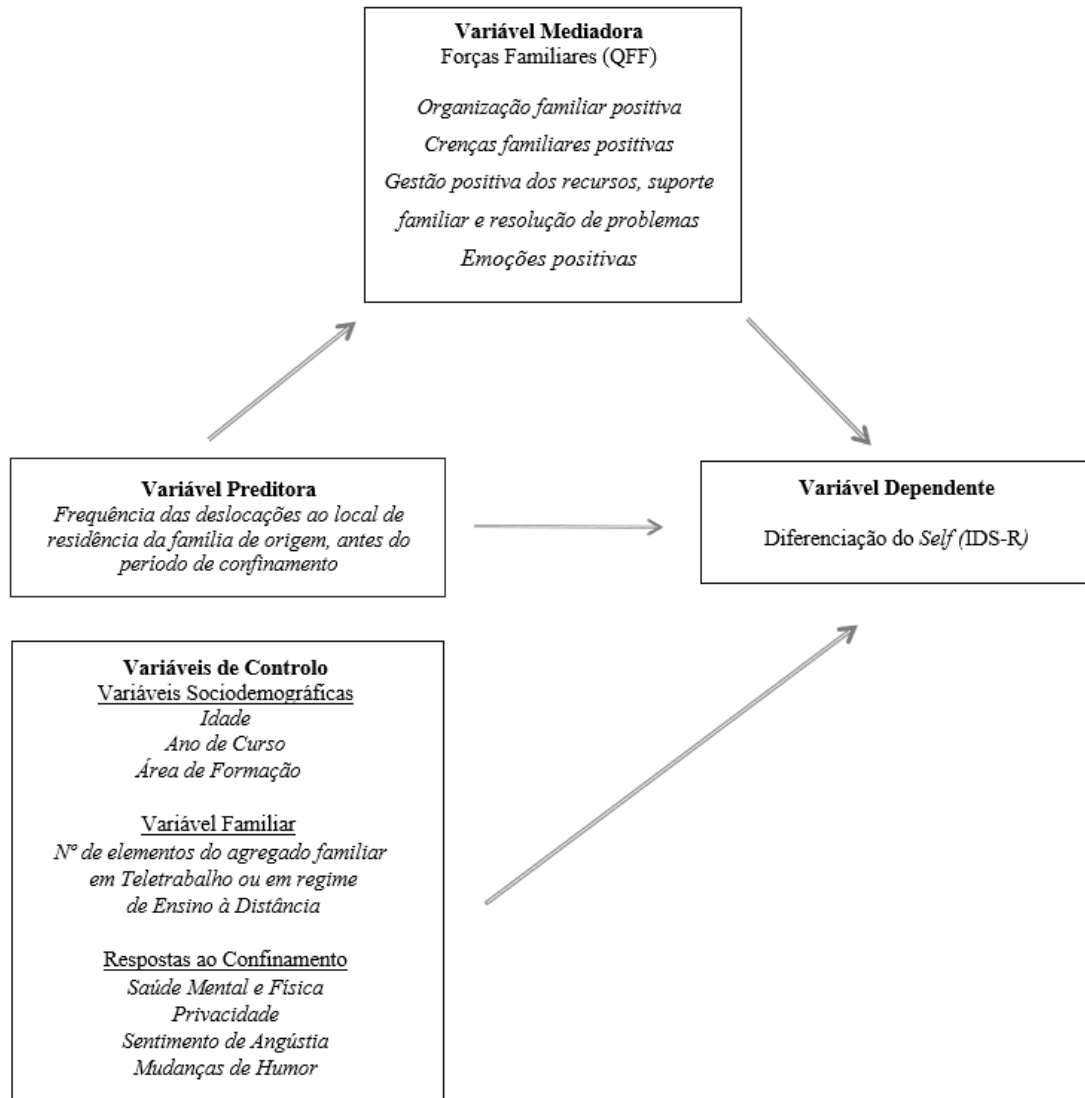 Variável Mediadora
Forças Familiares (QFF)
Organização familiar positiva
Crenças familiares positivas
Gestão positiva dos recursos, suporte
familiar e resolução de problemas
Emoções positivas
Variável Preditora
Frequência das deslocações ao local de
residência da família de origem, antes do
período de confinamento
Variável Dependente
Diferenciação do Self (IDS-R)
Variáveis de Controlo
Variáveis Sociodemográficas
Idade
Ano de Curso
Área de Formação
Variável Familiar
Nº de elementos do agregado familiar
em Teletrabalho ou em regime
de Ensino à Distância
Respostas ao Confinamento
Saúde Mental e Física
Privacidade
Sentimento de Angústia
Mudanças de Humor